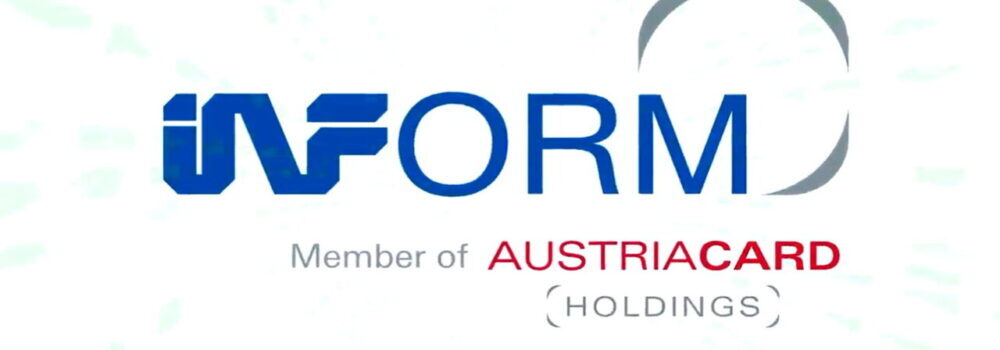 INFORM
Member of AUSTRIACARD
HOLDINGS